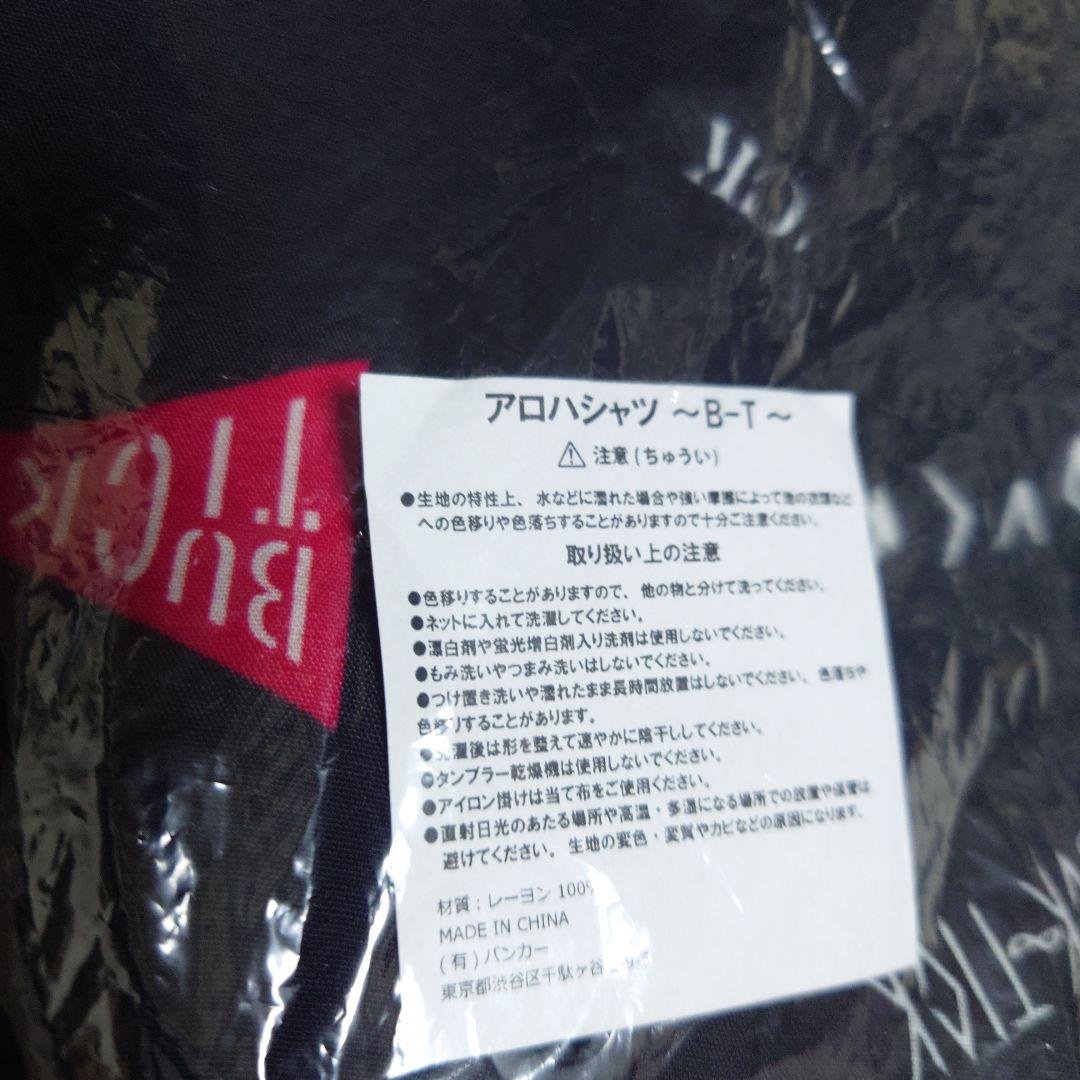 アロハシャツ ～B-T～
⚠ 注意(ちゅうい)
●生地の特性上、水などに濡れた場合や強い摩擦によって他の衣類など
への色移りや色落ちすることがありますので十分ご注意ください。
取り扱い上の注意
●色移りすることがありますので、他の物と分けて洗ってください。
●ネットに入れて洗濯してください。
●漂白剤や蛍光増白剤入り洗剤は使用しないでください。
●もみ洗いやつまみ洗いはしないでください。
●つけ置き洗いや濡れたまま長時間放置はしないでください。色落ちや
色移りすることがあります。
●洗濯後は形を整えて速やかに陰干ししてください。
●タンブラー乾燥機は使用しないでください。
●アイロン掛けは当て布をご使用ください。
●直射日光のあたる場所や高温・多湿になる場所での放置や保管は
避けてください。生地の変色・変質やカビなどの原因になります。
材質:レーヨン 100%
MADE IN CHINA
(有)バンカー
東京都渋谷区千駄ヶ谷
BUCK
TICK